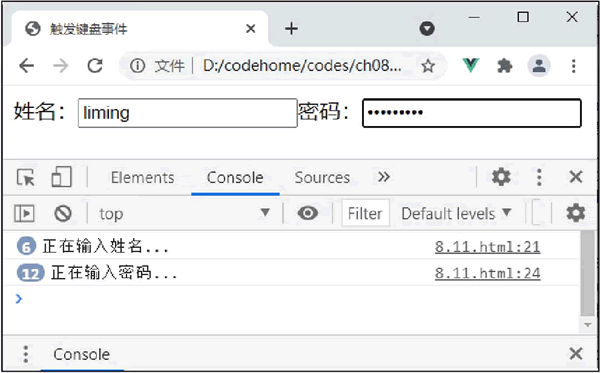 触发键盘事件
文件 | D:/codehome/codes/ch08...
姓名: liming 密码: •••••••••
Elements Console Sources
top Filter Default levels
6 正在输入姓名... 8.11.html:21
12 正在输入密码... 8.11.html:24
Console